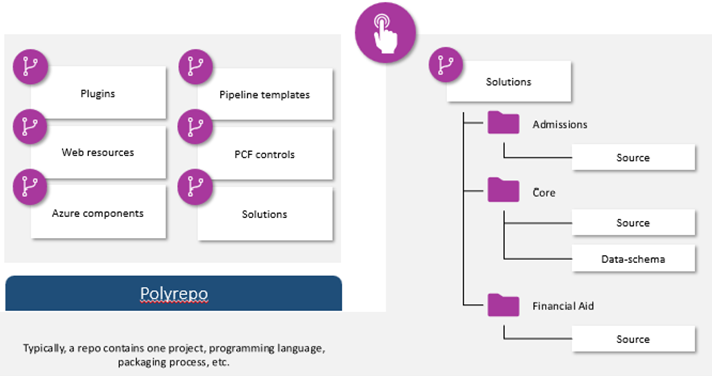 Plugins
Pipeline templates
Web resources
PCF controls
Azure components
Solutions
Polyrepo
Typically, a repo contains one project, programming language,
packaging process, etc.
Solutions
Admissions
Source
Core
Source
Data-schema
Financial Aid
Source